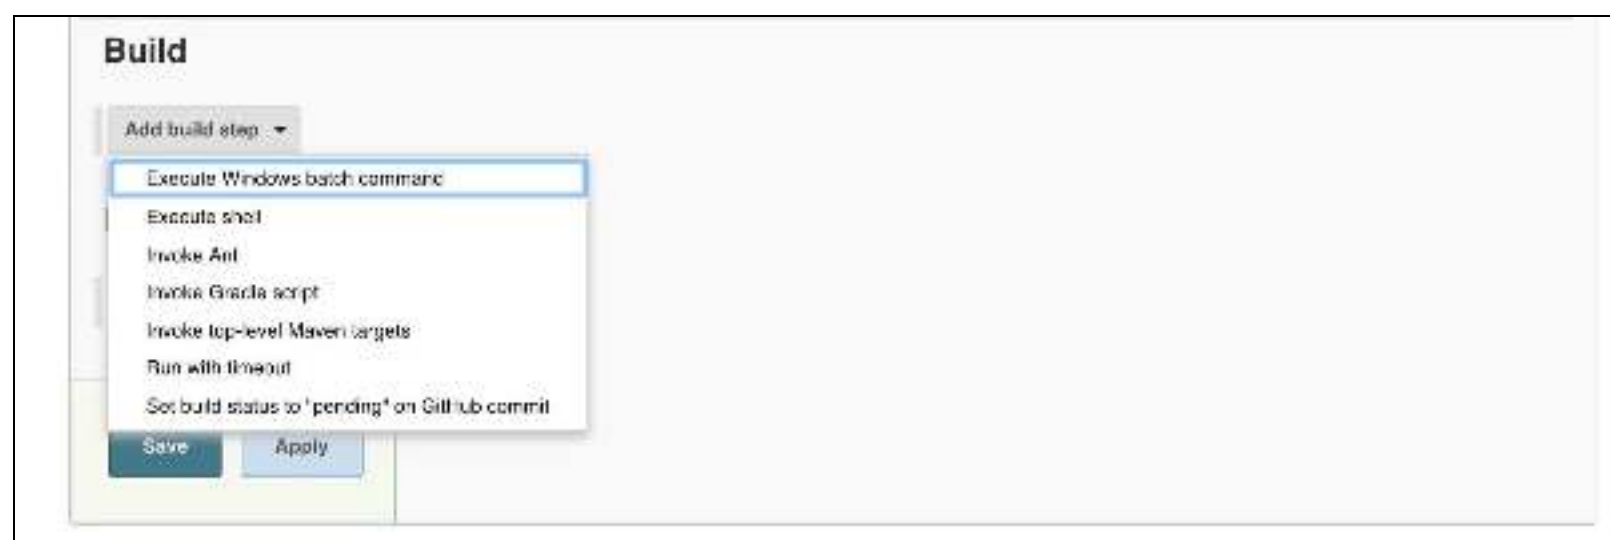 Build
Add build step
Execute Windows batch command
Execute shell
Invoke Ant
Invoke Gradle script
Invoke top-level Maven targets
Run with timeout
Set build status to "pending" on GitHub commit
Save Apply